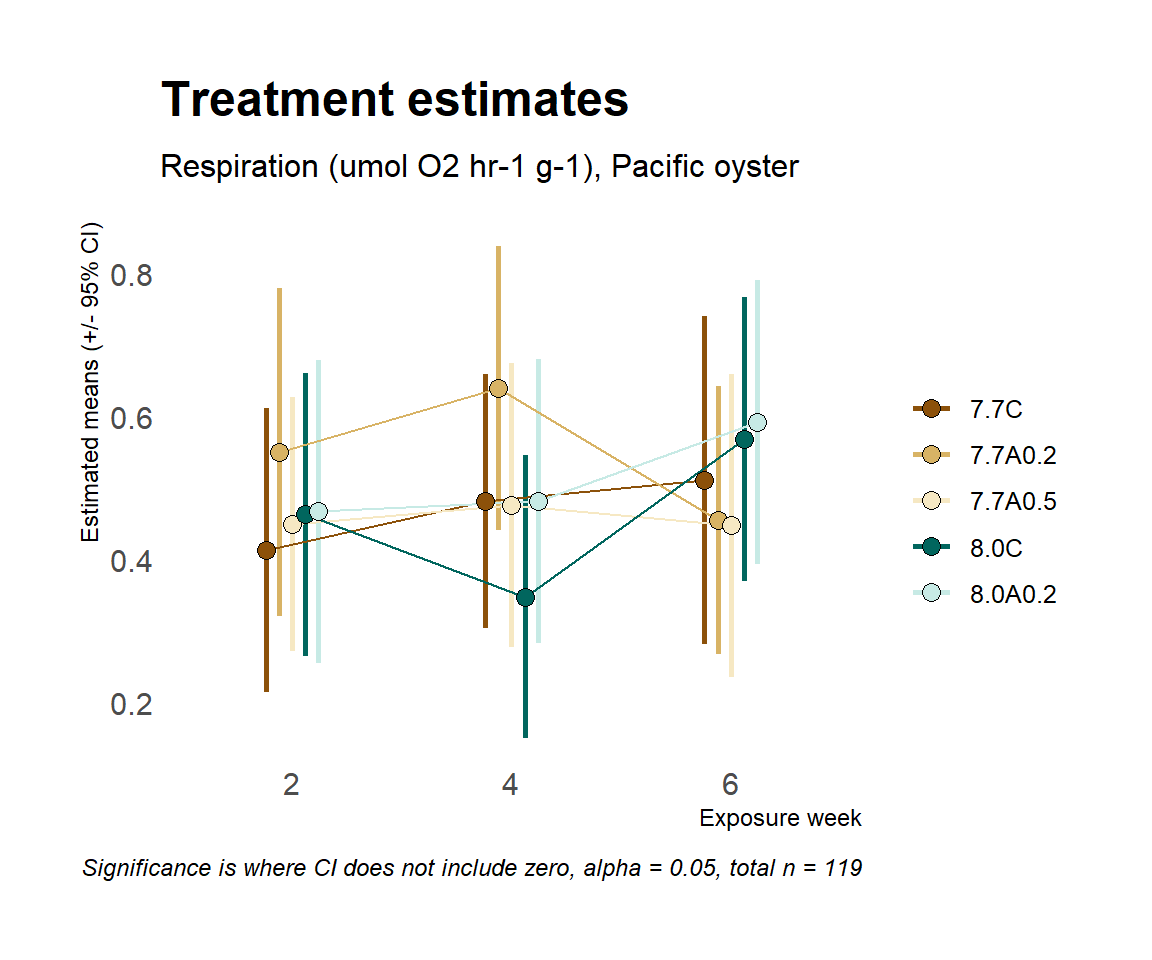 Treatment estimates
Respiration (umol O2 hr-1 g-1), Pacific oyster
Estimated means (+/- 95% CI)
0.8
0.6
0.4
0.2
2
4
6
Exposure week
7.7C
7.7A0.2
7.7A0.5
8.0C
8.0A0.2
Significance is where CI does not include zero, alpha = 0.05, total n = 119